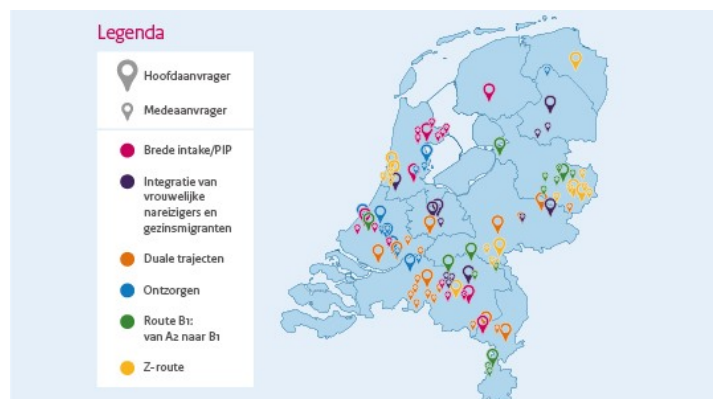 Legenda
Hoofdaanvrager
Medeaanvrager
Brede intake/PIP
Integratie van
vrouwelijke
nareizigers en
gezinsmigranten
Duale trajecten
Ontzorgen
Route B1:
van A2 naar B1
Z-route